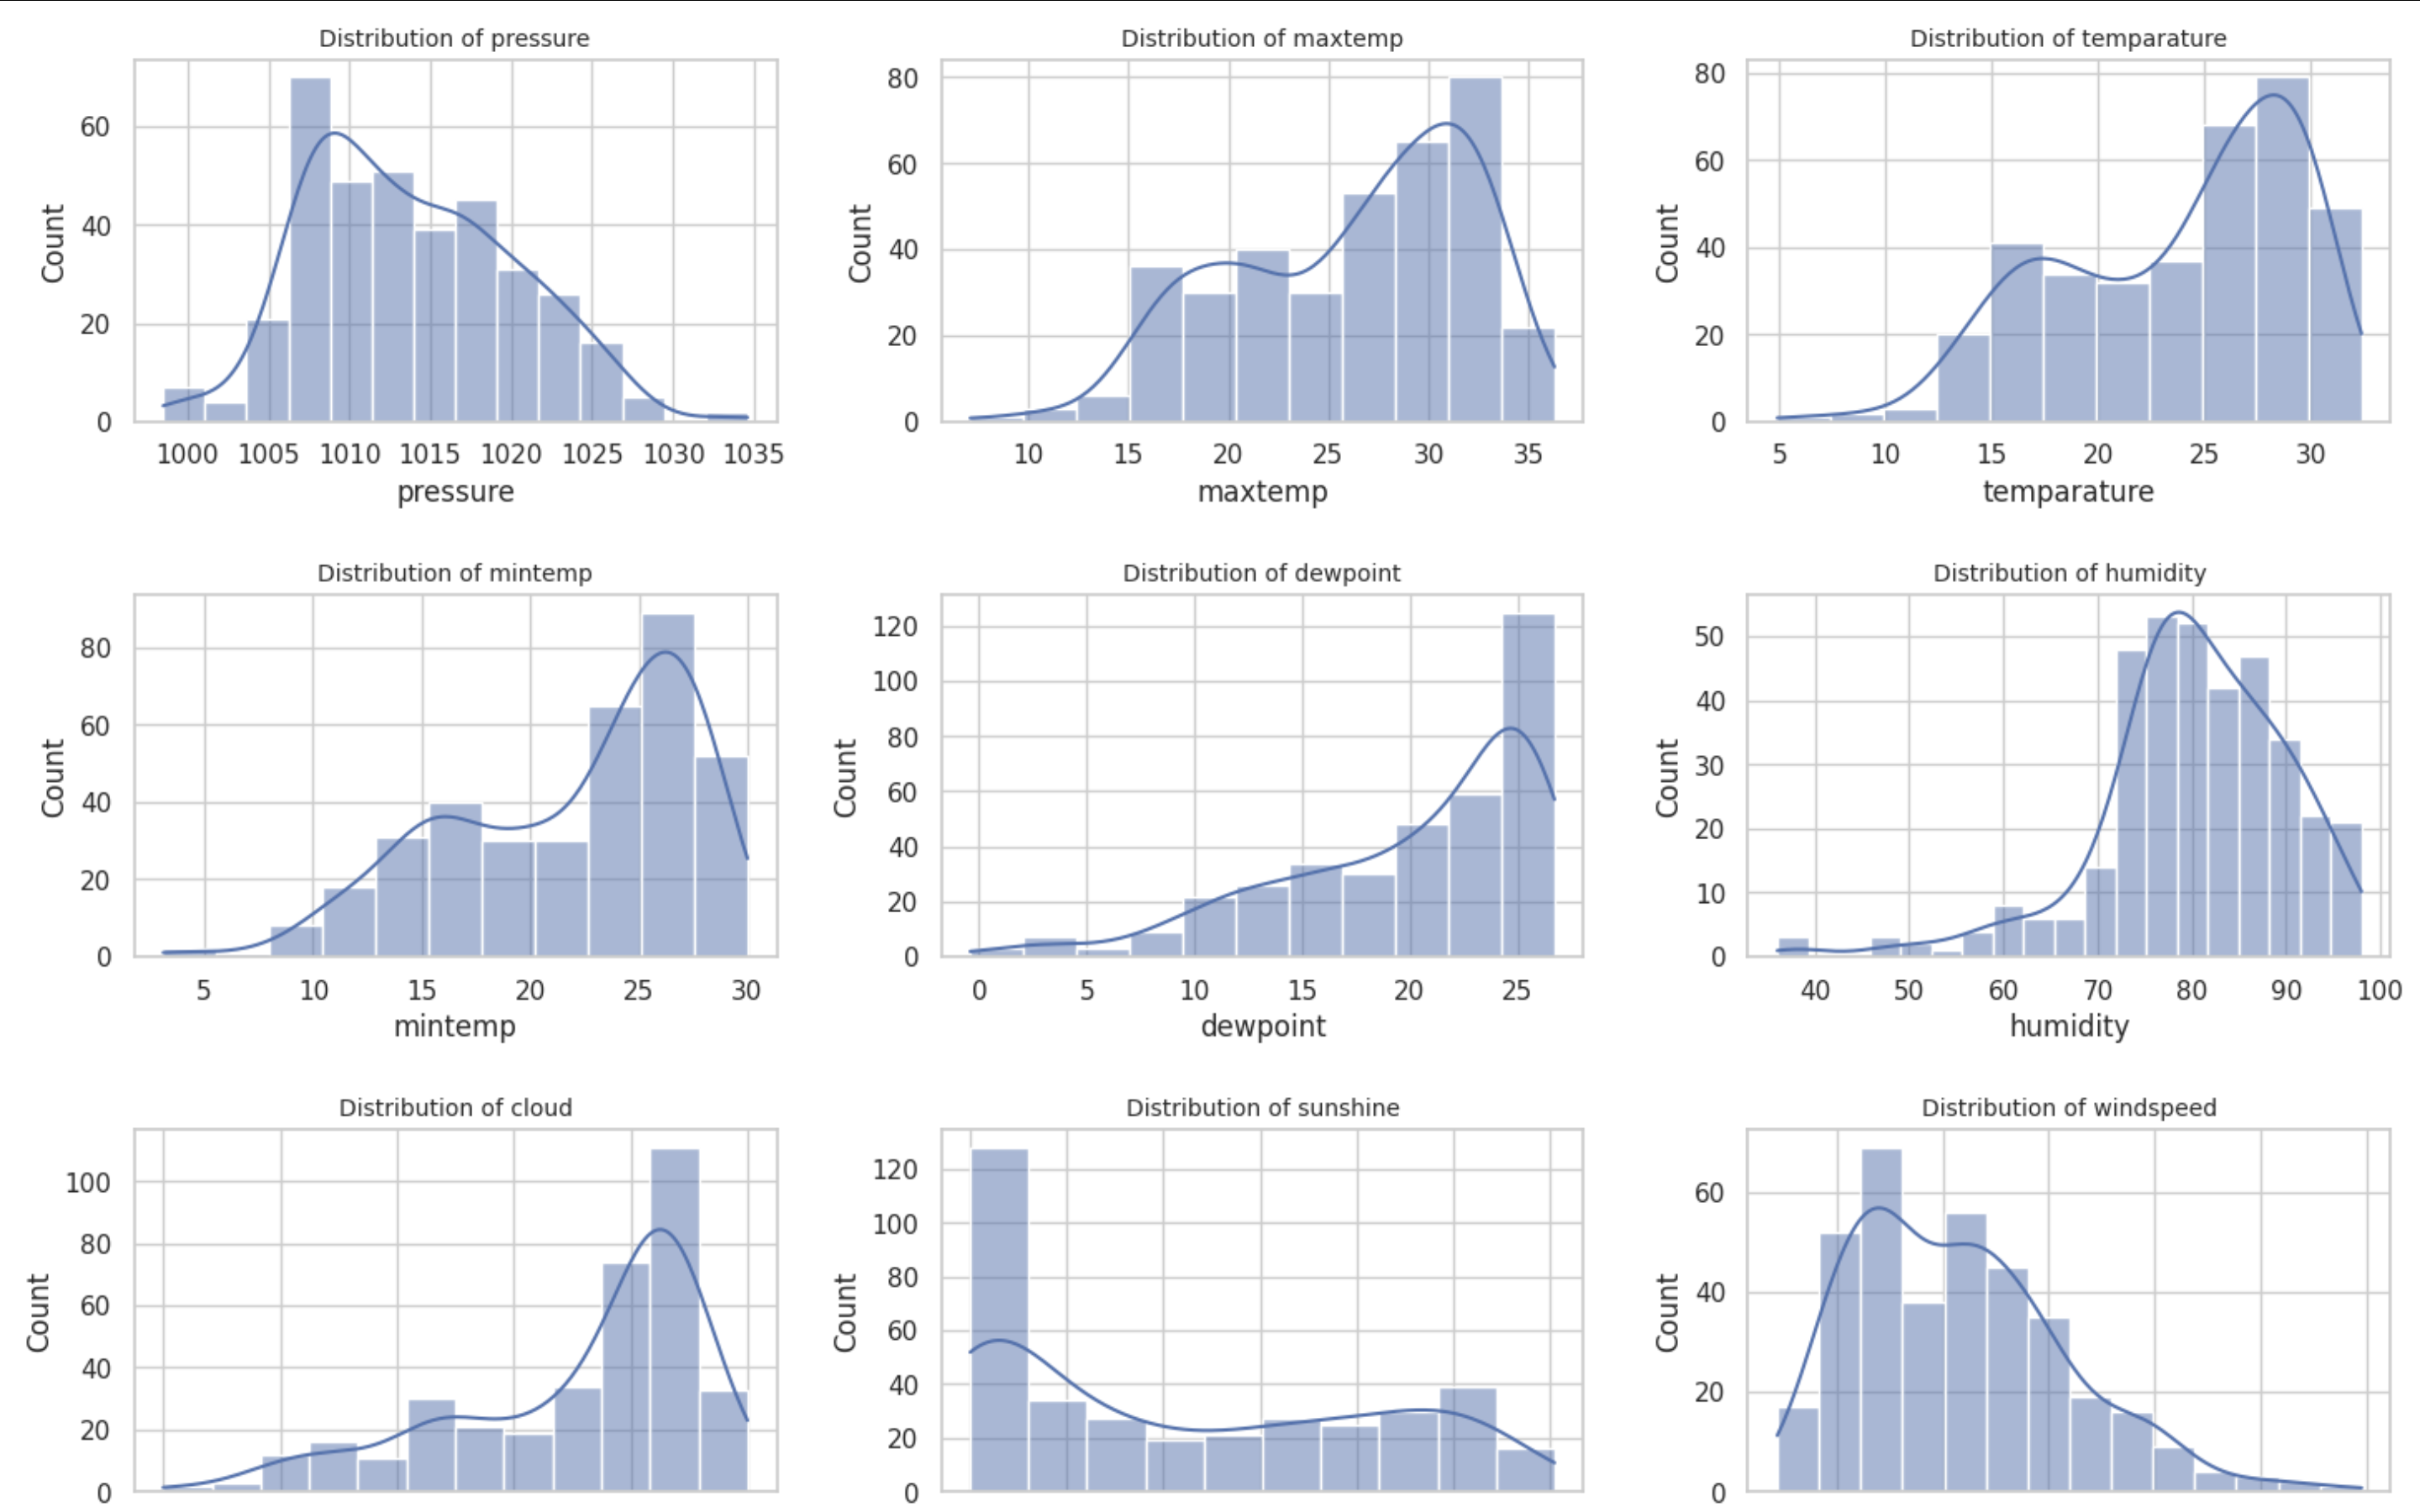 Distribution of pressure
Count
60
40
20
0
1000 1005 1010 1015 1020 1025 1030 1035
pressure
Distribution of maxtemp
Count
80
60
40
20
0
10 15 20 25 30 35
maxtemp
Distribution of temparature
Count
80
60
40
20
0
5 10 15 20 25 30
temparature
Distribution of mintemp
Count
80
60
40
20
0
5 10 15 20 25 30
mintemp
Distribution of dewpoint
Count
120
100
80
60
40
20
0
0 5 10 15 20 25
dewpoint
Distribution of humidity
Count
50
40
30
20
10
0
40 50 60 70 80 90 100
humidity
Distribution of cloud
Count
100
80
60
40
20
0
Distribution of sunshine
Count
120
100
80
60
40
20
0
Distribution of windspeed
Count
60
40
20
0